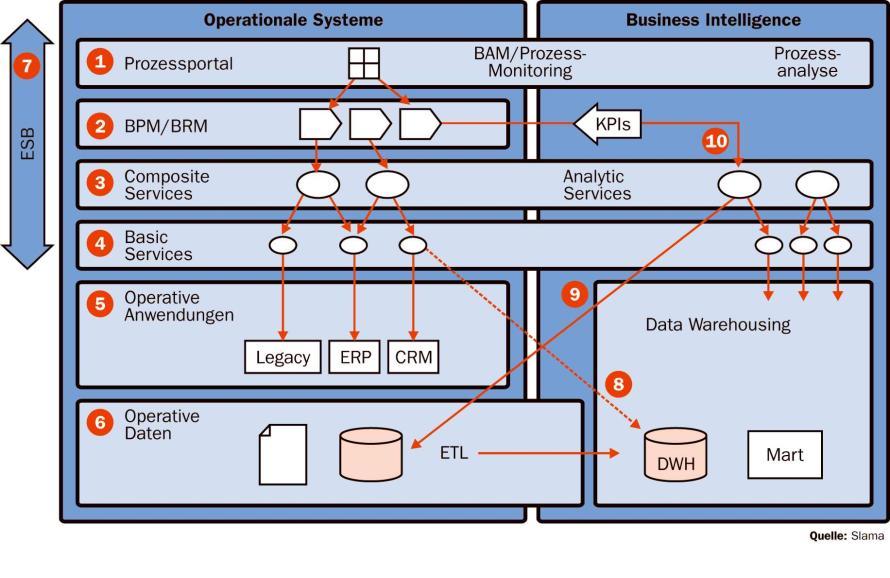 Operationale Systeme
Business Intelligence
7
ESB
1
Prozessportal
BAM/Prozess-
Monitoring
Prozess-
analyse
2
BPM/BRM
KPIs
10
3
Composite
Services
Analytic
Services
4
Basic
Services
9
5
Operative
Anwendungen
Legacy
ERP
CRM
Data Warehousing
8
6
Operative
Daten
ETL
DWH
Mart
Quelle: Slama